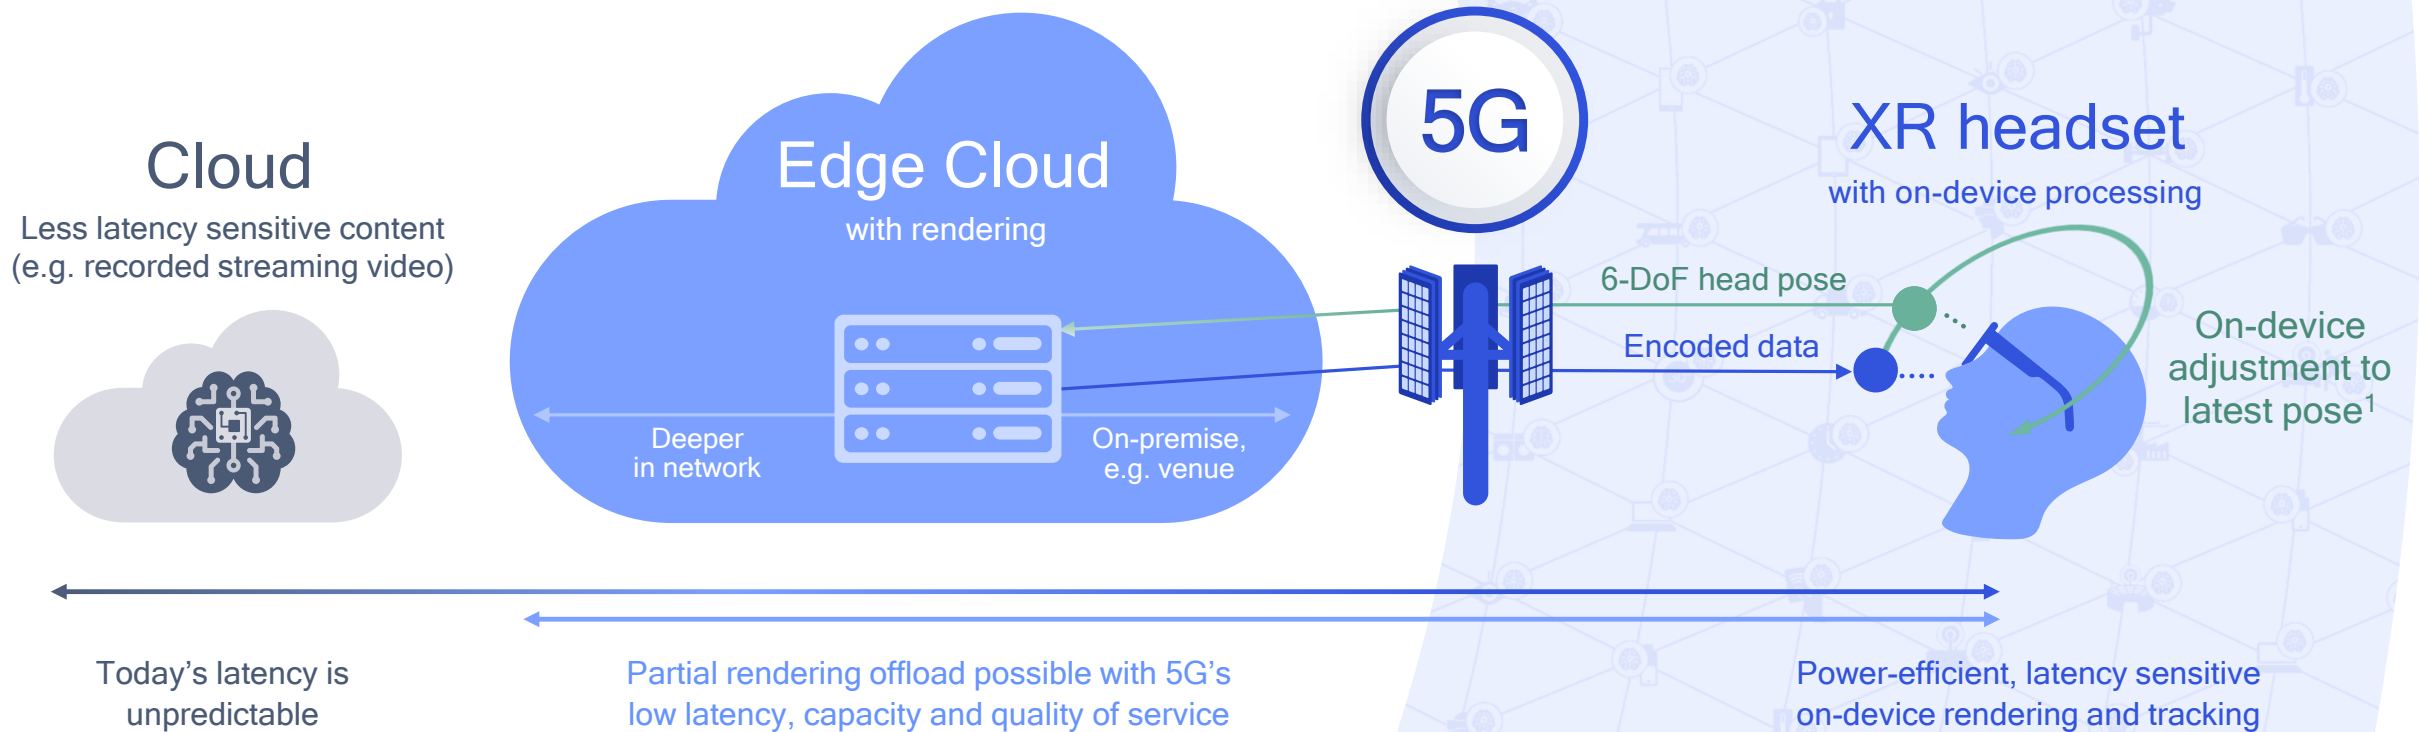 Cloud
Less latency sensitive content
(e.g. recorded streaming video)
Edge Cloud
with rendering
Deeper
in network
On-premise,
e.g. venue
5G
XR headset
with on-device processing
6-DoF head pose
Encoded data
On-device
adjustment to
latest pose¹
Today’s latency is
unpredictable
Partial rendering offload possible with 5G’s
low latency, capacity and quality of service
Power-efficient, latency sensitive
on-device rendering and tracking